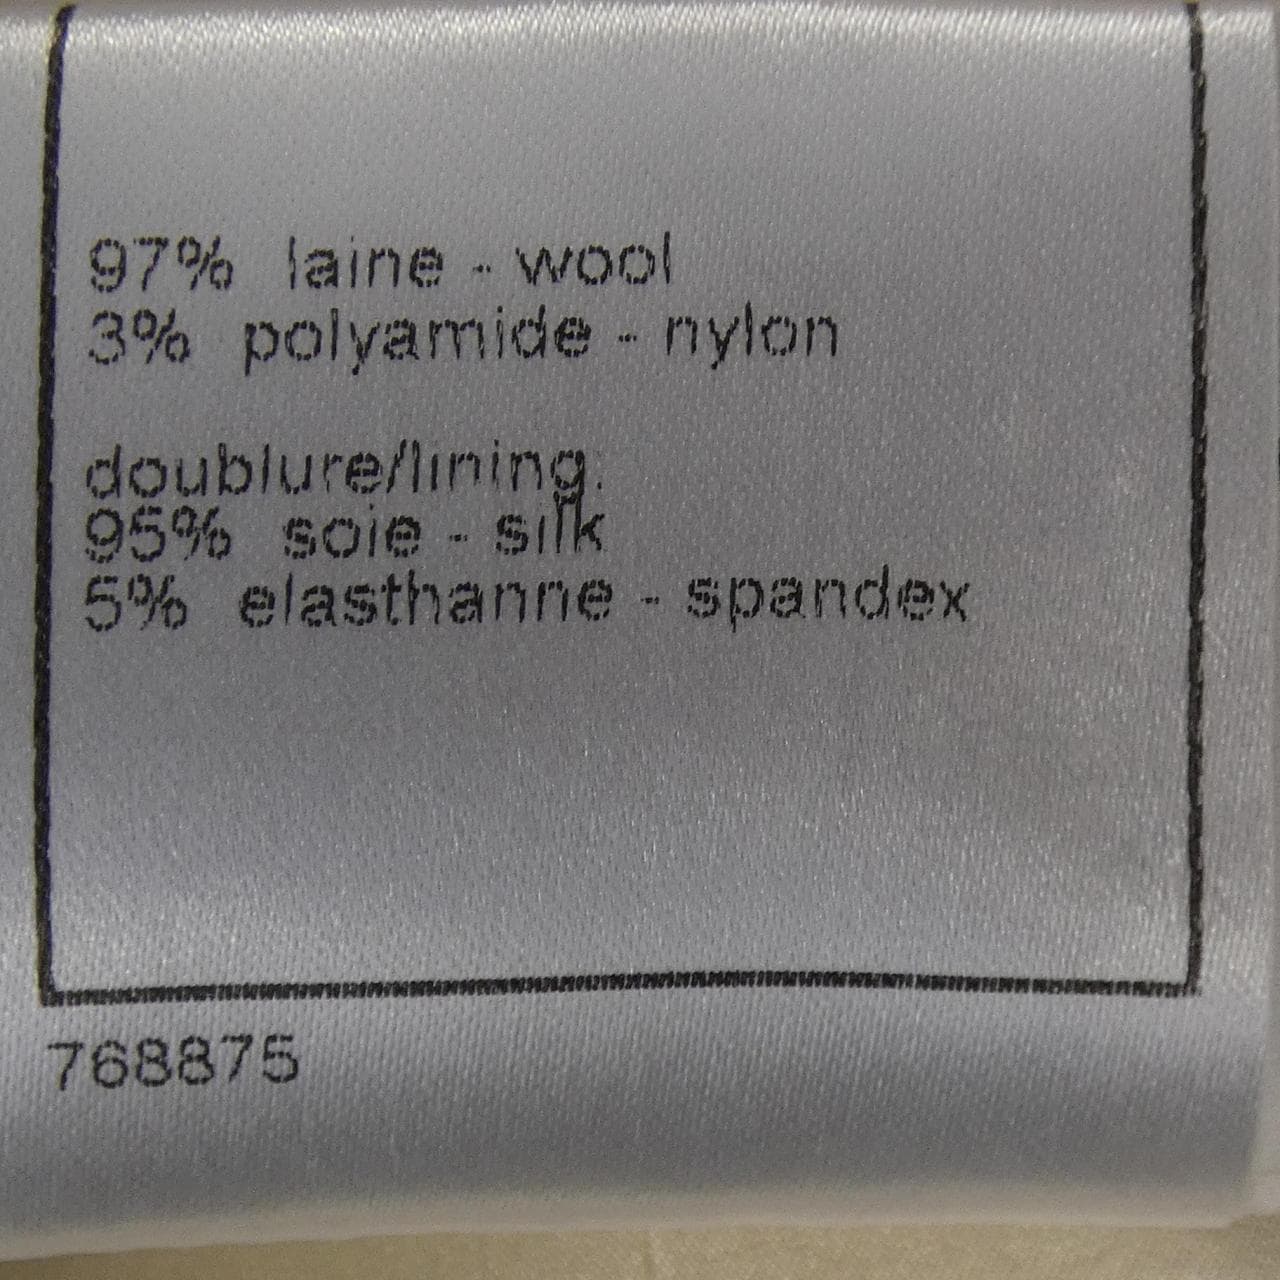 97% laine - wool
3% polyamide - nylon
doublure/lining:
95% soie - silk
5% elasthanne - spandex
768875